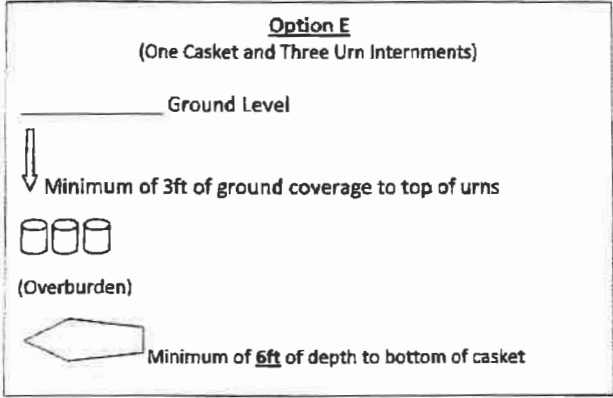 Option E
(One Casket and Three Urn Internments)
Ground Level
Minimum of 3ft of ground coverage to top of urns
(Overburden)
Minimum of 6ft of depth to bottom of casket